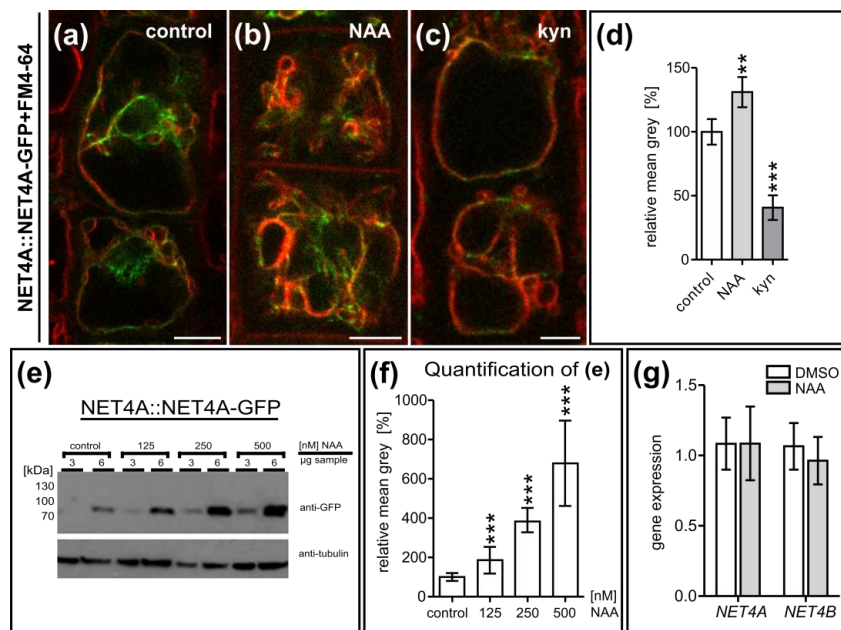 NET4A::NET4A-GFP+FM4-64
(a) control
(b) NAA
(c) kyn
(d)
relative mean grey [%]
150
100
50
0
** 
***
control NAA kyn
(e)
NET4A::NET4A-GFP
control 125 250 500 [nM] NAA
3 6 3 6 3 6 3 6 µg sample
[kDa]
130
100
70
anti-GFP
anti-tubulin
(f) Quantification of (e)
relative mean grey [%]
1000
800
600
400
200
0
***
***
***
[nM]
control 125 250 500 NAA
(g)
DMSO
NAA
gene expression
1.5
1.0
0.5
0.0
NET4A NET4B